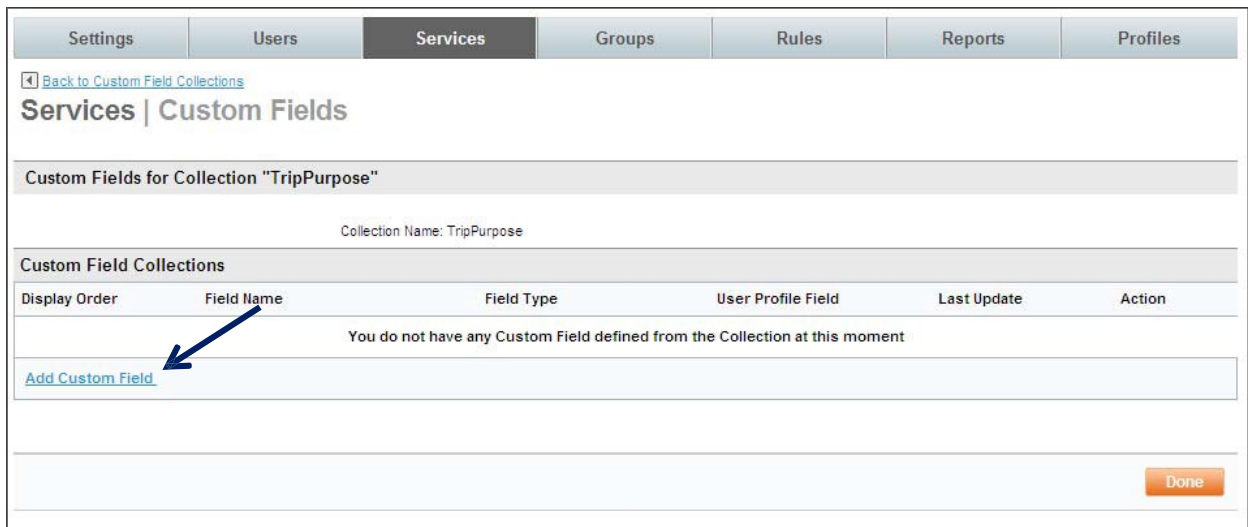 Settings Users Services Groups Rules Reports Profiles
Back to Custom Field Collections
Services | Custom Fields
Custom Fields for Collection "TripPurpose"
Collection Name: TripPurpose
Custom Field Collections
Display Order Field Name Field Type User Profile Field Last Update Action
You do not have any Custom Field defined from the Collection at this moment
Add Custom Field
Done